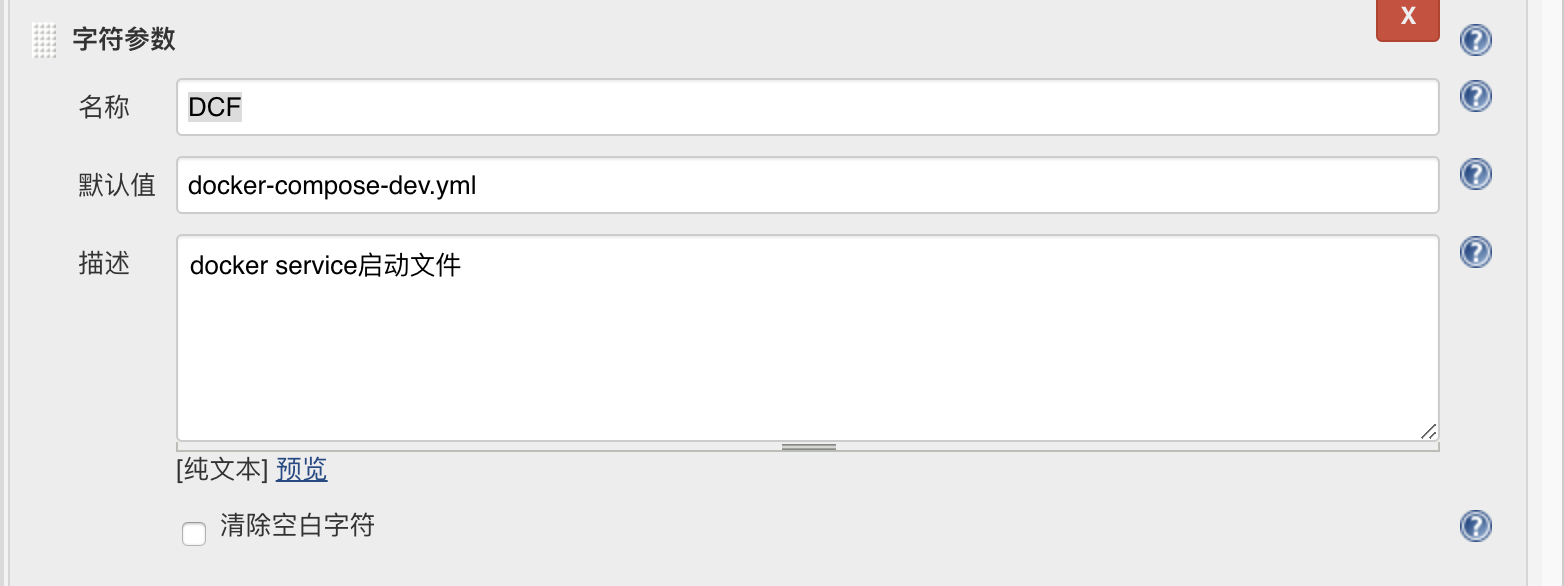 字符参数
X
名称
DCF
默认值
docker-compose-dev.yml
描述
docker service启动文件
[纯文本] 预览
清除空白字符